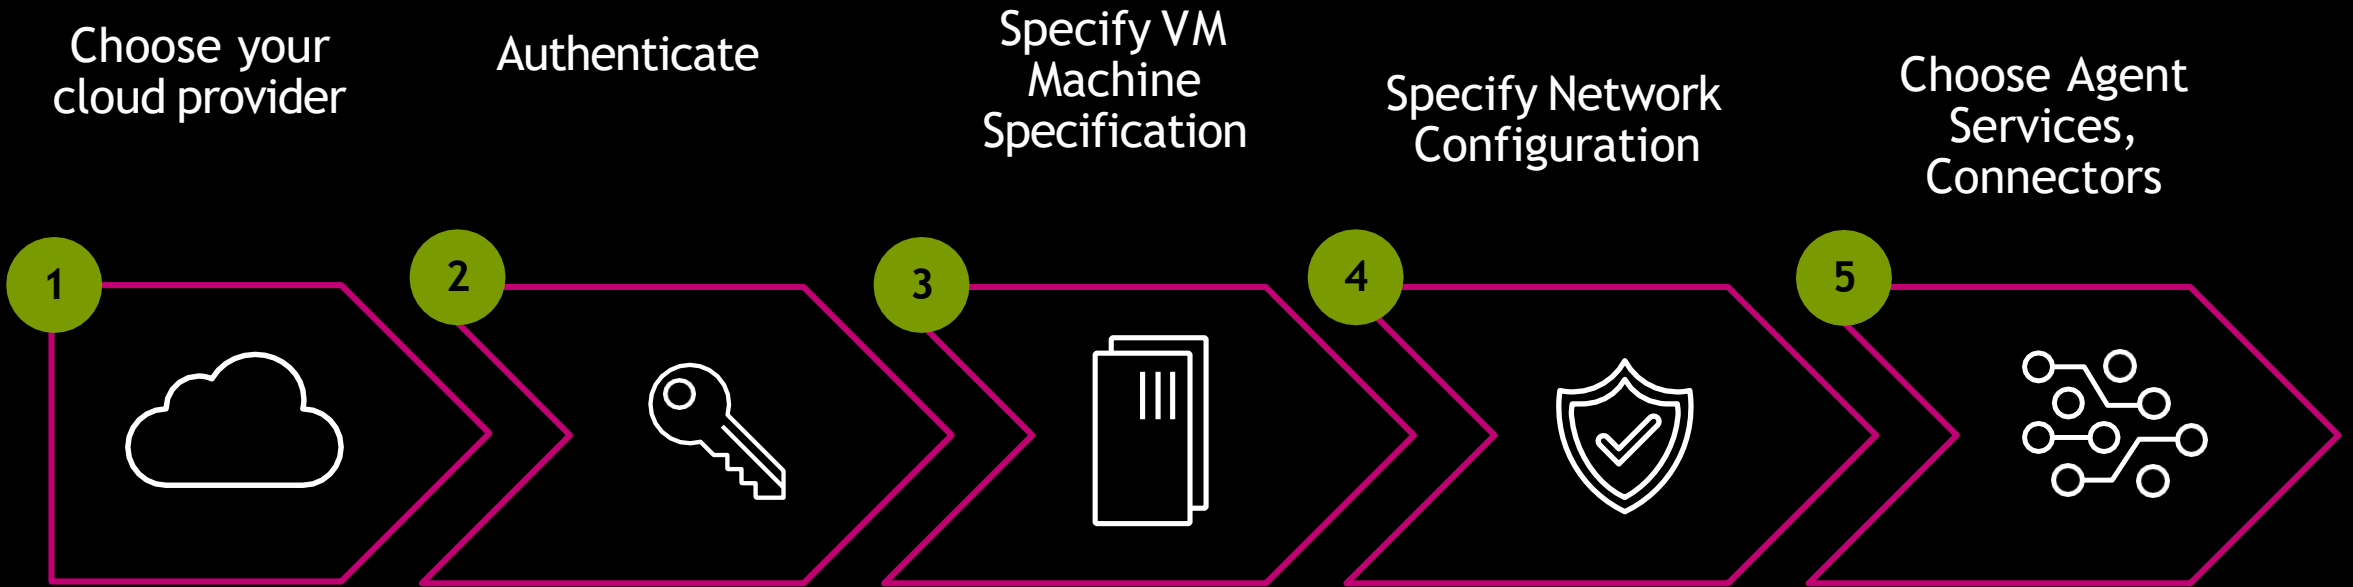 Choose your
cloud provider
Authenticate
Specify VM
Machine
Specification
Specify Network
Configuration
Choose Agent
Services,
Connectors
1
2
3
4
5